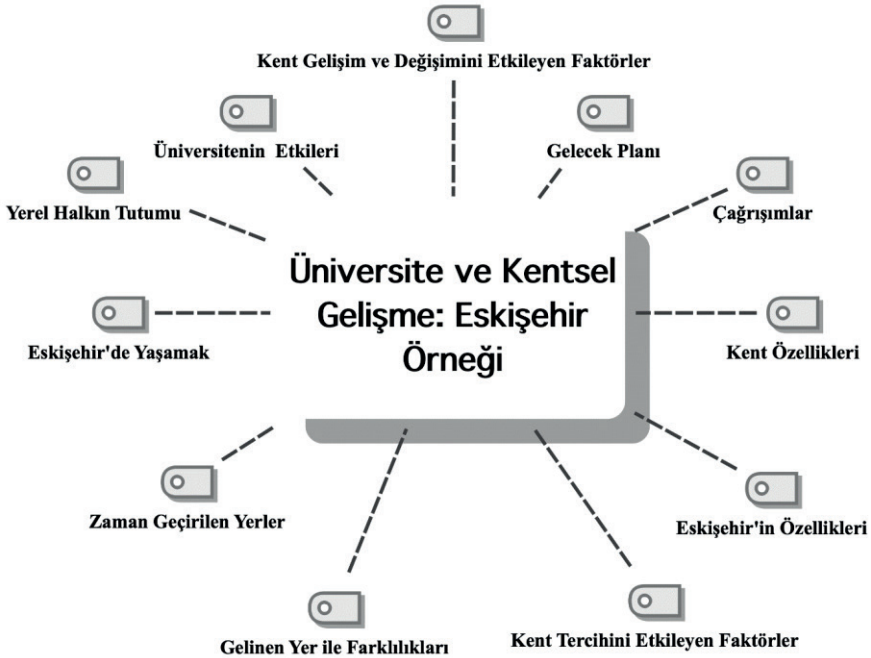 Kent Gelişim ve Değişimini Etkileyen Faktörler
Üniversitenin Etkileri
Gelecek Planı
Yerel Halkın Tutumu
Çağrışımlar
Üniversite ve Kentsel
Gelişme: Eskişehir
Örneği
Eskişehir'de Yaşamak
Kent Özellikleri
Zaman Geçirilen Yerler
Eskişehir'in Özellikleri
Gelinen Yer ile Farklılıkları
Kent Tercihini Etkileyen Faktörler